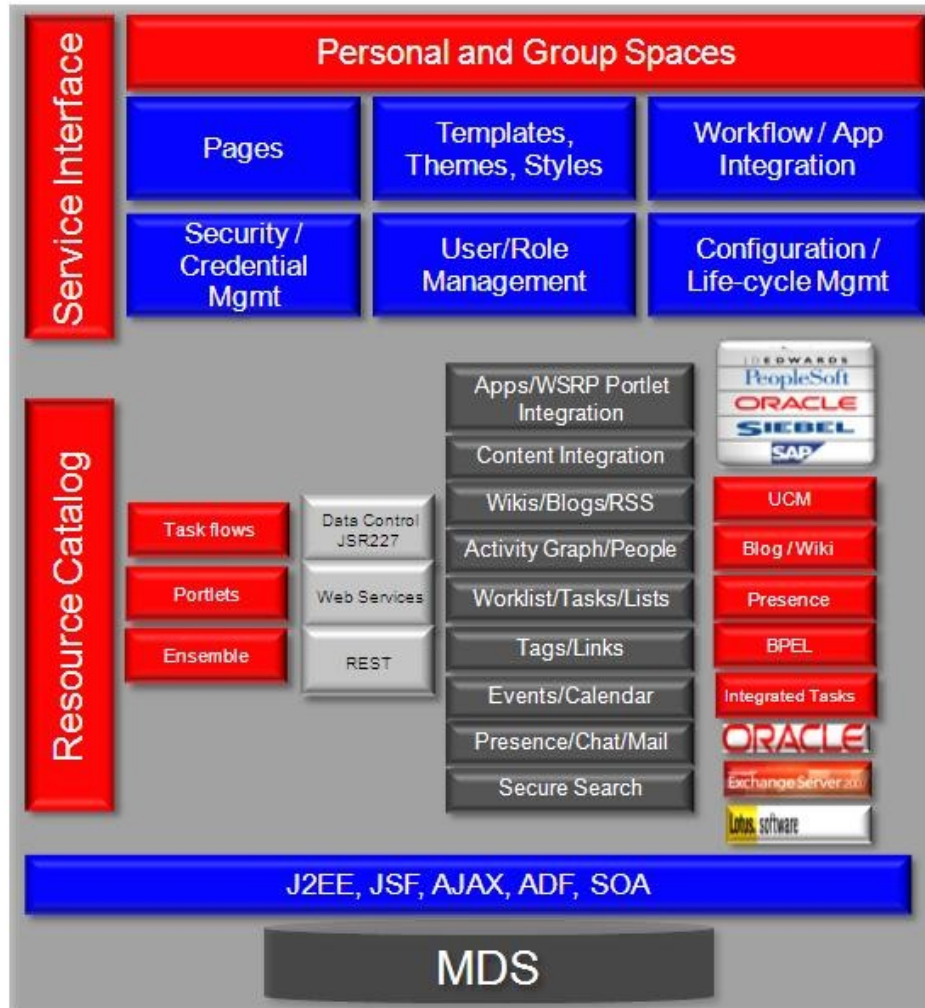 Service Interface
Personal and Group Spaces
Pages
Templates,
Themes, Styles
Workflow / App
Integration
Security /
Credential
Mgmt
User/Role
Management
Configuration /
Life-cycle Mgmt
Resource Catalog
Task flows
Portlets
Ensemble
Data Control
JSR227
Web Services
REST
Apps/WSRP Portlet
Integration
Content Integration
Wikis/Blogs/RSS
Activity Graph/People
Worklist/Tasks/Lists
Tags/Links
Events/Calendar
Presence/Chat/Mail
Secure Search
JDEDWARDS
PeopleSoft
ORACLE
SIEBEL
SAP
UCM
Blog / Wiki
Presence
BPEL
Integrated Tasks
ORACLE
Exchange Server
Lotus. software
J2EE, JSF, AJAX, ADF, SOA
MDS